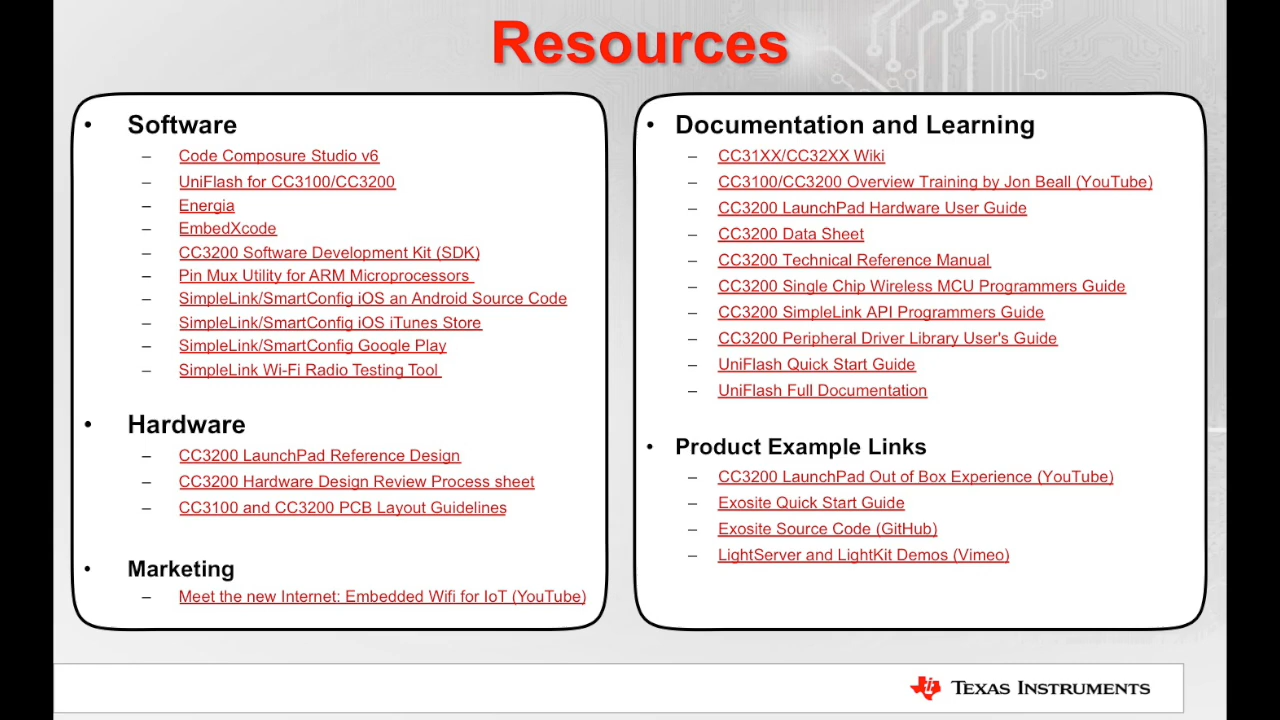 Resources
• Software
– Code Composure Studio v6
– UniFlash for CC3100/CC3200
– Energia
– EmbedXcode
– CC3200 Software Development Kit (SDK)
– Pin Mux Utility for ARM Microprocessors
– SimpleLink/SmartConfig iOS an Android Source Code
– SimpleLink/SmartConfig iOS iTunes Store
– SimpleLink/SmartConfig Google Play
– SimpleLink Wi-Fi Radio Testing Tool
• Hardware
– CC3200 LaunchPad Reference Design
– CC3200 Hardware Design Review Process sheet
– CC3100 and CC3200 PCB Layout Guidelines
• Marketing
– Meet the new Internet: Embedded Wifi for IoT (YouTube)
• Documentation and Learning
– CC31XX/CC32XX Wiki
– CC3100/CC3200 Overview Training by Jon Beall (YouTube)
– CC3200 LaunchPad Hardware User Guide
– CC3200 Data Sheet
– CC3200 Technical Reference Manual
– CC3200 Single Chip Wireless MCU Programmers Guide
– CC3200 SimpleLink API Programmers Guide
– CC3200 Peripheral Driver Library User's Guide
– UniFlash Quick Start Guide
– UniFlash Full Documentation
• Product Example Links
– CC3200 LaunchPad Out of Box Experience (YouTube)
– Exosite Quick Start Guide
– Exosite Source Code (GitHub)
– LightServer and LightKit Demos (Vimeo)
TEXAS INSTRUMENTS